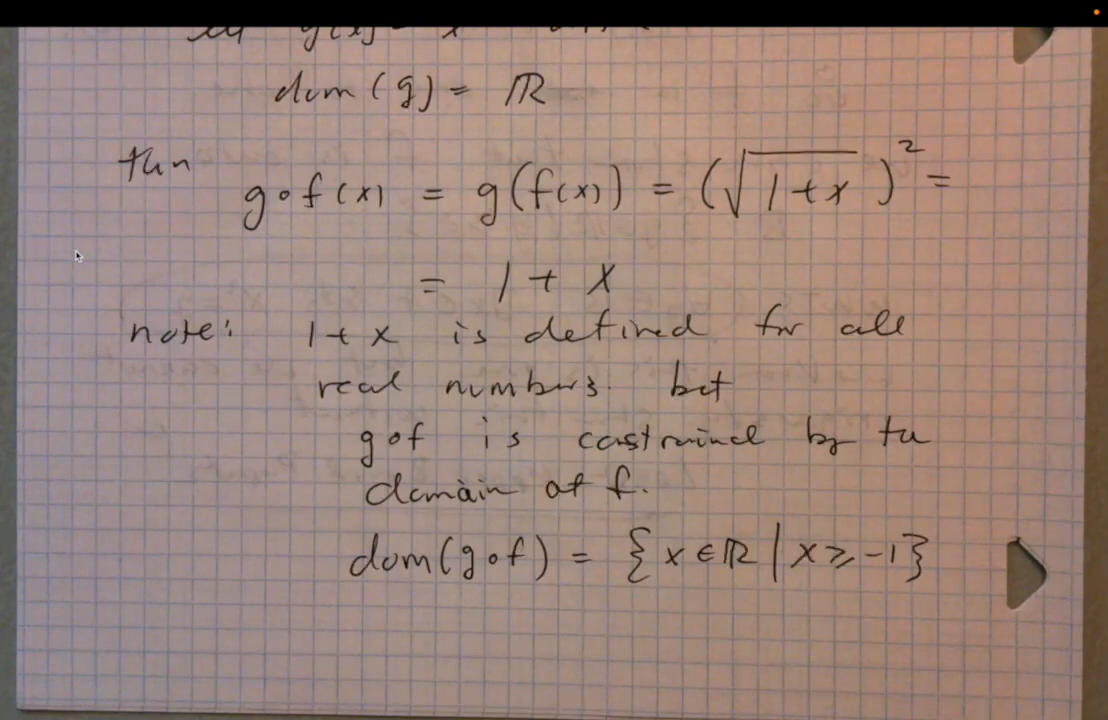 dom (g) = ℝ
then
g∘f(x) = g(f(x)) = (√1+x)² =
= 1 + x
note: 1+x is defined for all
real numbers but
g∘f is constrained by the
domain of f.
dom(g∘f) = {x∈ℝ | x⩾-1}